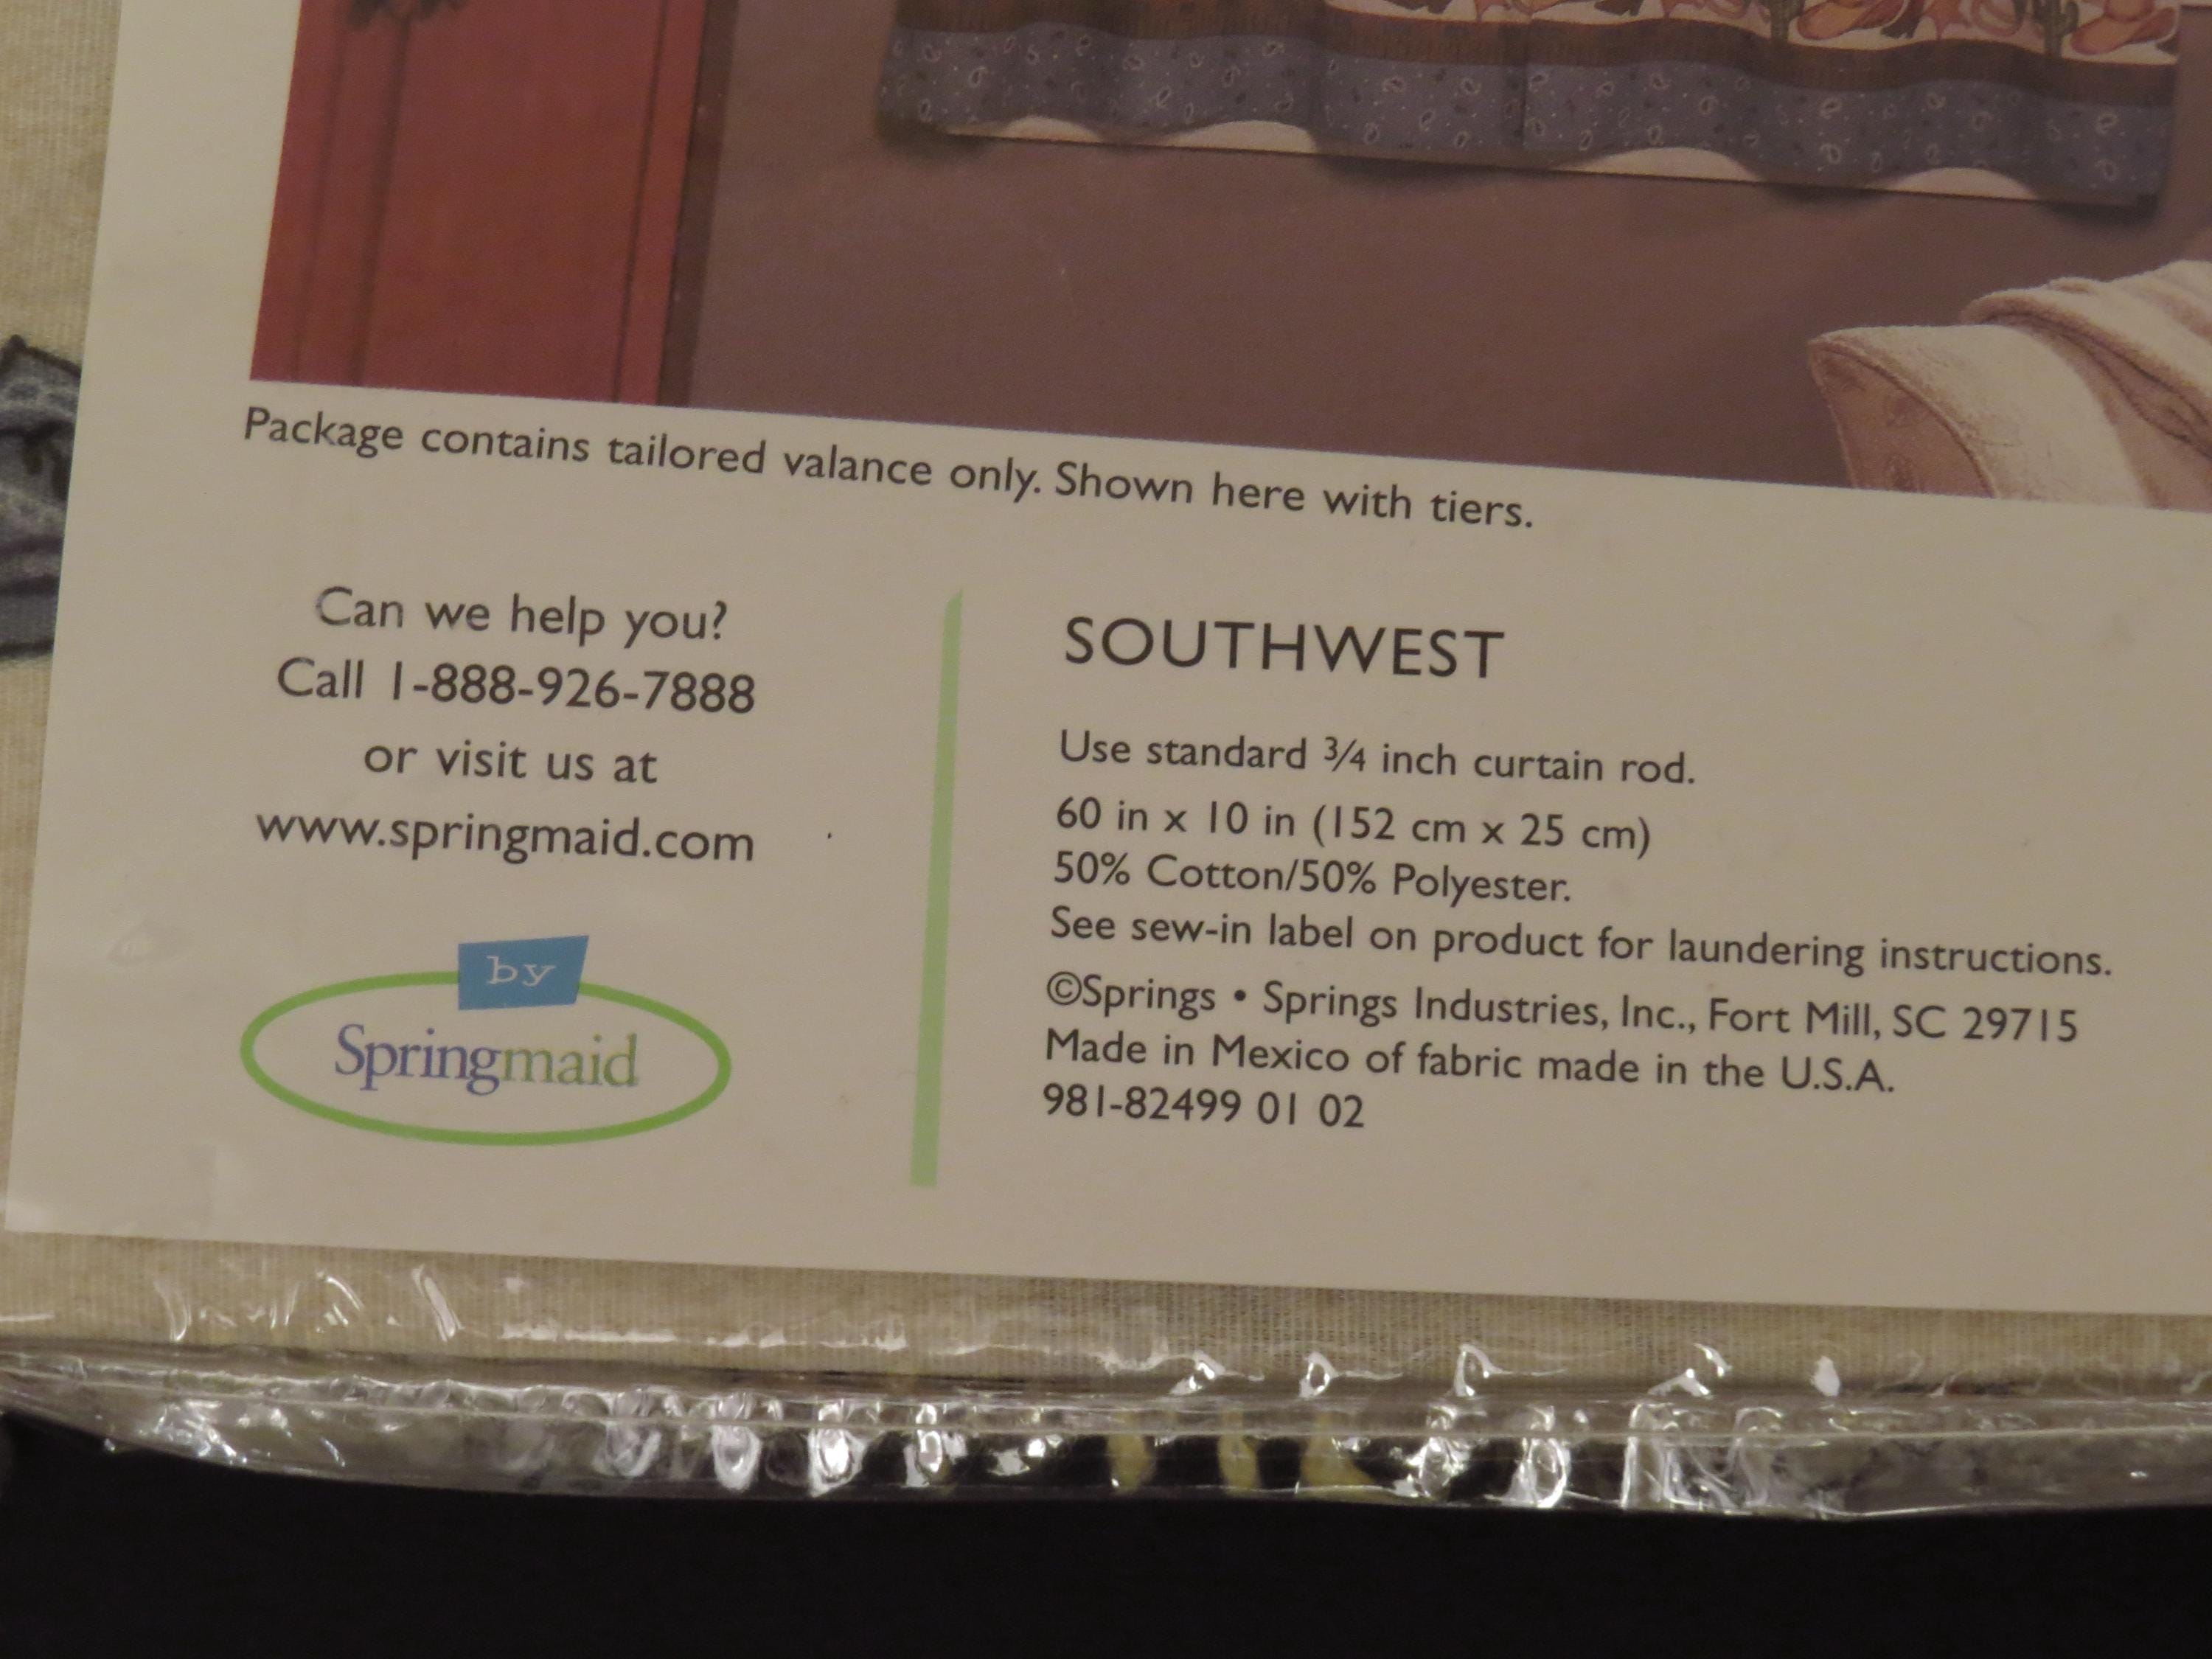 Package contains tailored valance only. Shown here with tiers.
Can we help you?
Call 1-888-926-7888
or visit us at
www.springmaid.com
by
Springmaid
SOUTHWEST
Use standard 3/4 inch curtain rod.
60 in x 10 in (152 cm x 25 cm)
50% Cotton/50% Polyester.
See sew-in label on product for laundering instructions.
©Springs • Springs Industries, Inc., Fort Mill, SC 29715
Made in Mexico of fabric made in the U.S.A.
981-82499 01 02